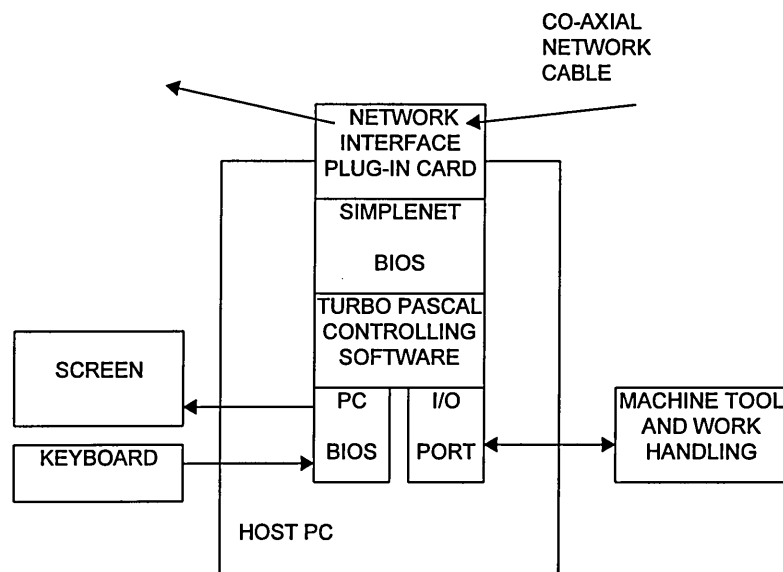 CO-AXIAL
NETWORK
CABLE
NETWORK
INTERFACE
PLUG-IN CARD
SIMPLENET
BIOS
TURBO PASCAL
CONTROLLING
SOFTWARE
SCREEN
PC
BIOS
I/O
PORT
MACHINE TOOL
AND WORK
HANDLING
KEYBOARD
HOST PC